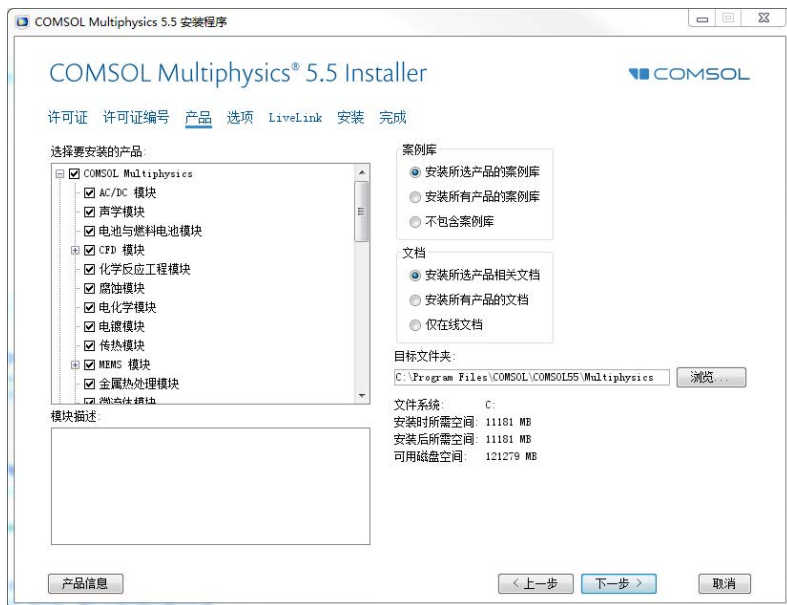 COMSOL Multiphysics 5.5 安装程序
COMSOL Multiphysics® 5.5 Installer
COMSOL
许可证 许可证编号 产品 选项 LiveLink 安装 完成
选择要安装的产品:
COMSOL Multiphysics
AC/DC 模块
声学模块
电池与燃料电池模块
CFD 模块
化学反应工程模块
腐蚀模块
电化学模块
电镀模块
传热模块
MEMS 模块
金属热处理模块
微流体模块
模块描述:
案例库
安装所选产品的案例库
安装所有产品的案例库
不包含案例库
文档
安装所选产品相关文档
安装所有产品的文档
仅在线文档
目标文件夹:
C:\Program Files\COMSOL\COMSOL55\Multiphysics 浏览...
文件系统: C:
安装时所需空间: 11181 MB
安装后所需空间: 11181 MB
可用磁盘空间: 121279 MB
产品信息 < 上一步 下一步 > 取消